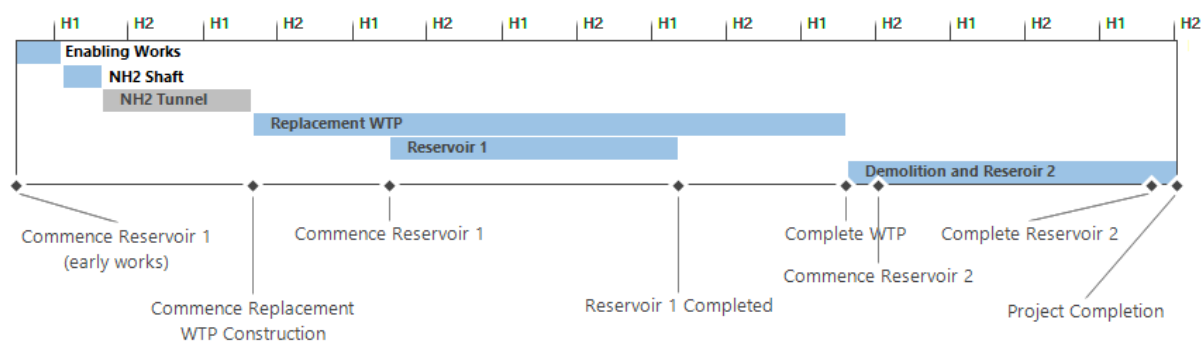 H1 H2 H1 H2 H1 H2 H1 H2 H1 H2 H1 H2 H1 H2 H1 H2
Enabling Works
NH2 Shaft
NH2 Tunnel
Replacement WTP
Reservoir 1
Demolition and Reseroir 2
Commence Reservoir 1
(early works)
Commence Reservoir 1
Complete WTP
Complete Reservoir 2
Commence Reservoir 2
Commence Replacement
WTP Construction
Reservoir 1 Completed
Project Completion